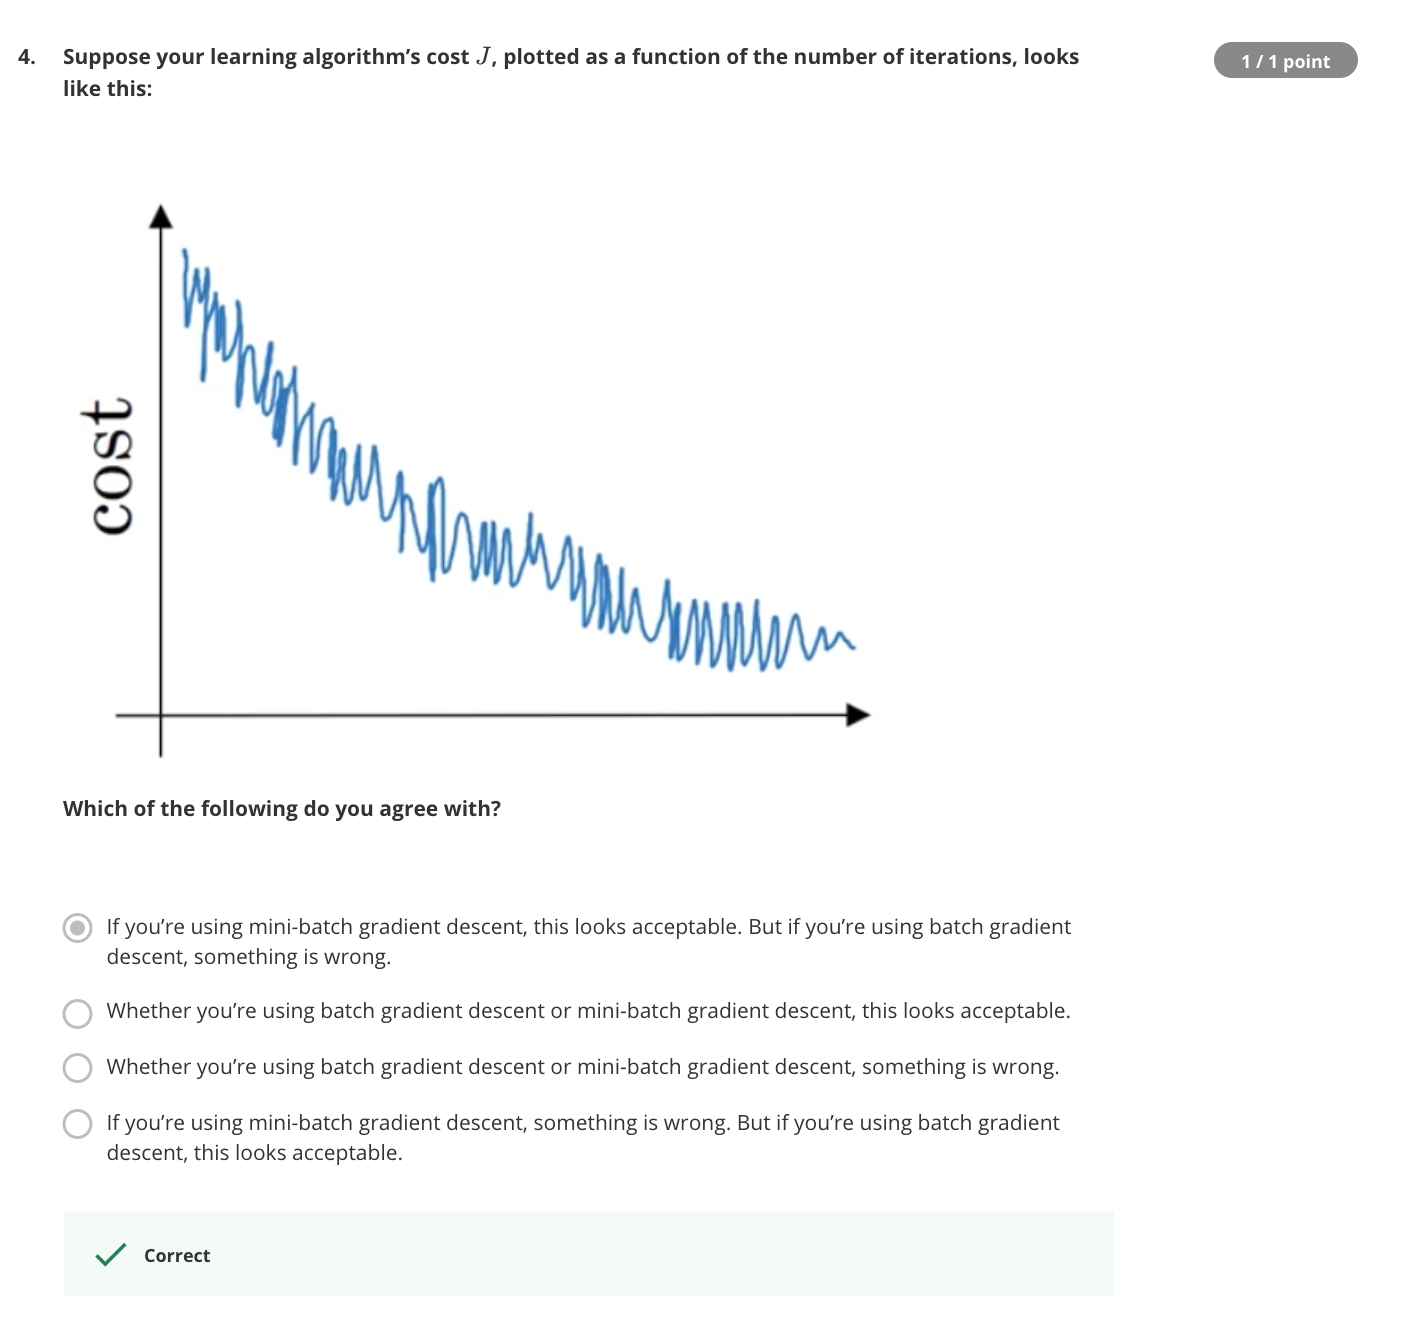 4. Suppose your learning algorithm’s cost J, plotted as a function of the number of iterations, looks
like this:
1 / 1 point
cost
Which of the following do you agree with?
If you’re using mini-batch gradient descent, this looks acceptable. But if you’re using batch gradient
descent, something is wrong.
Whether you’re using batch gradient descent or mini-batch gradient descent, this looks acceptable.
Whether you’re using batch gradient descent or mini-batch gradient descent, something is wrong.
If you’re using mini-batch gradient descent, something is wrong. But if you’re using batch gradient
descent, this looks acceptable.
Correct